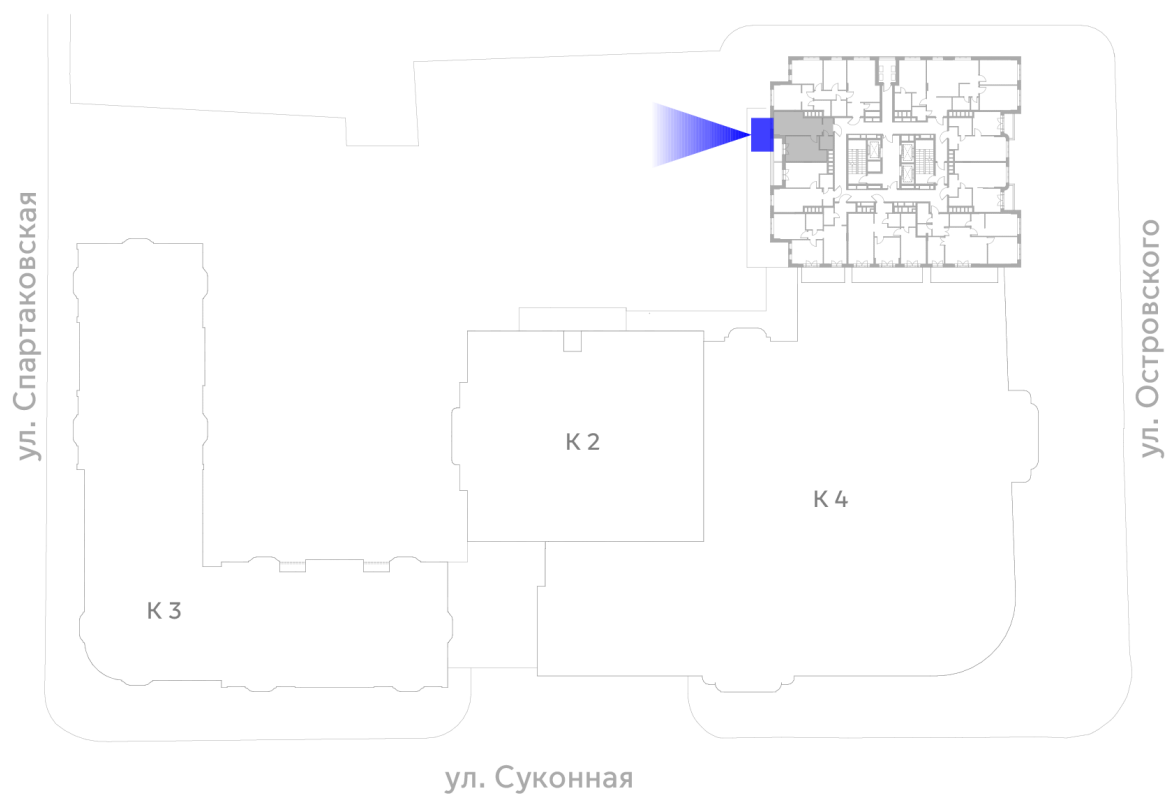 ул. Спартаковская
ул. Островского
К 2
К 4
К 3
ул. Суконная